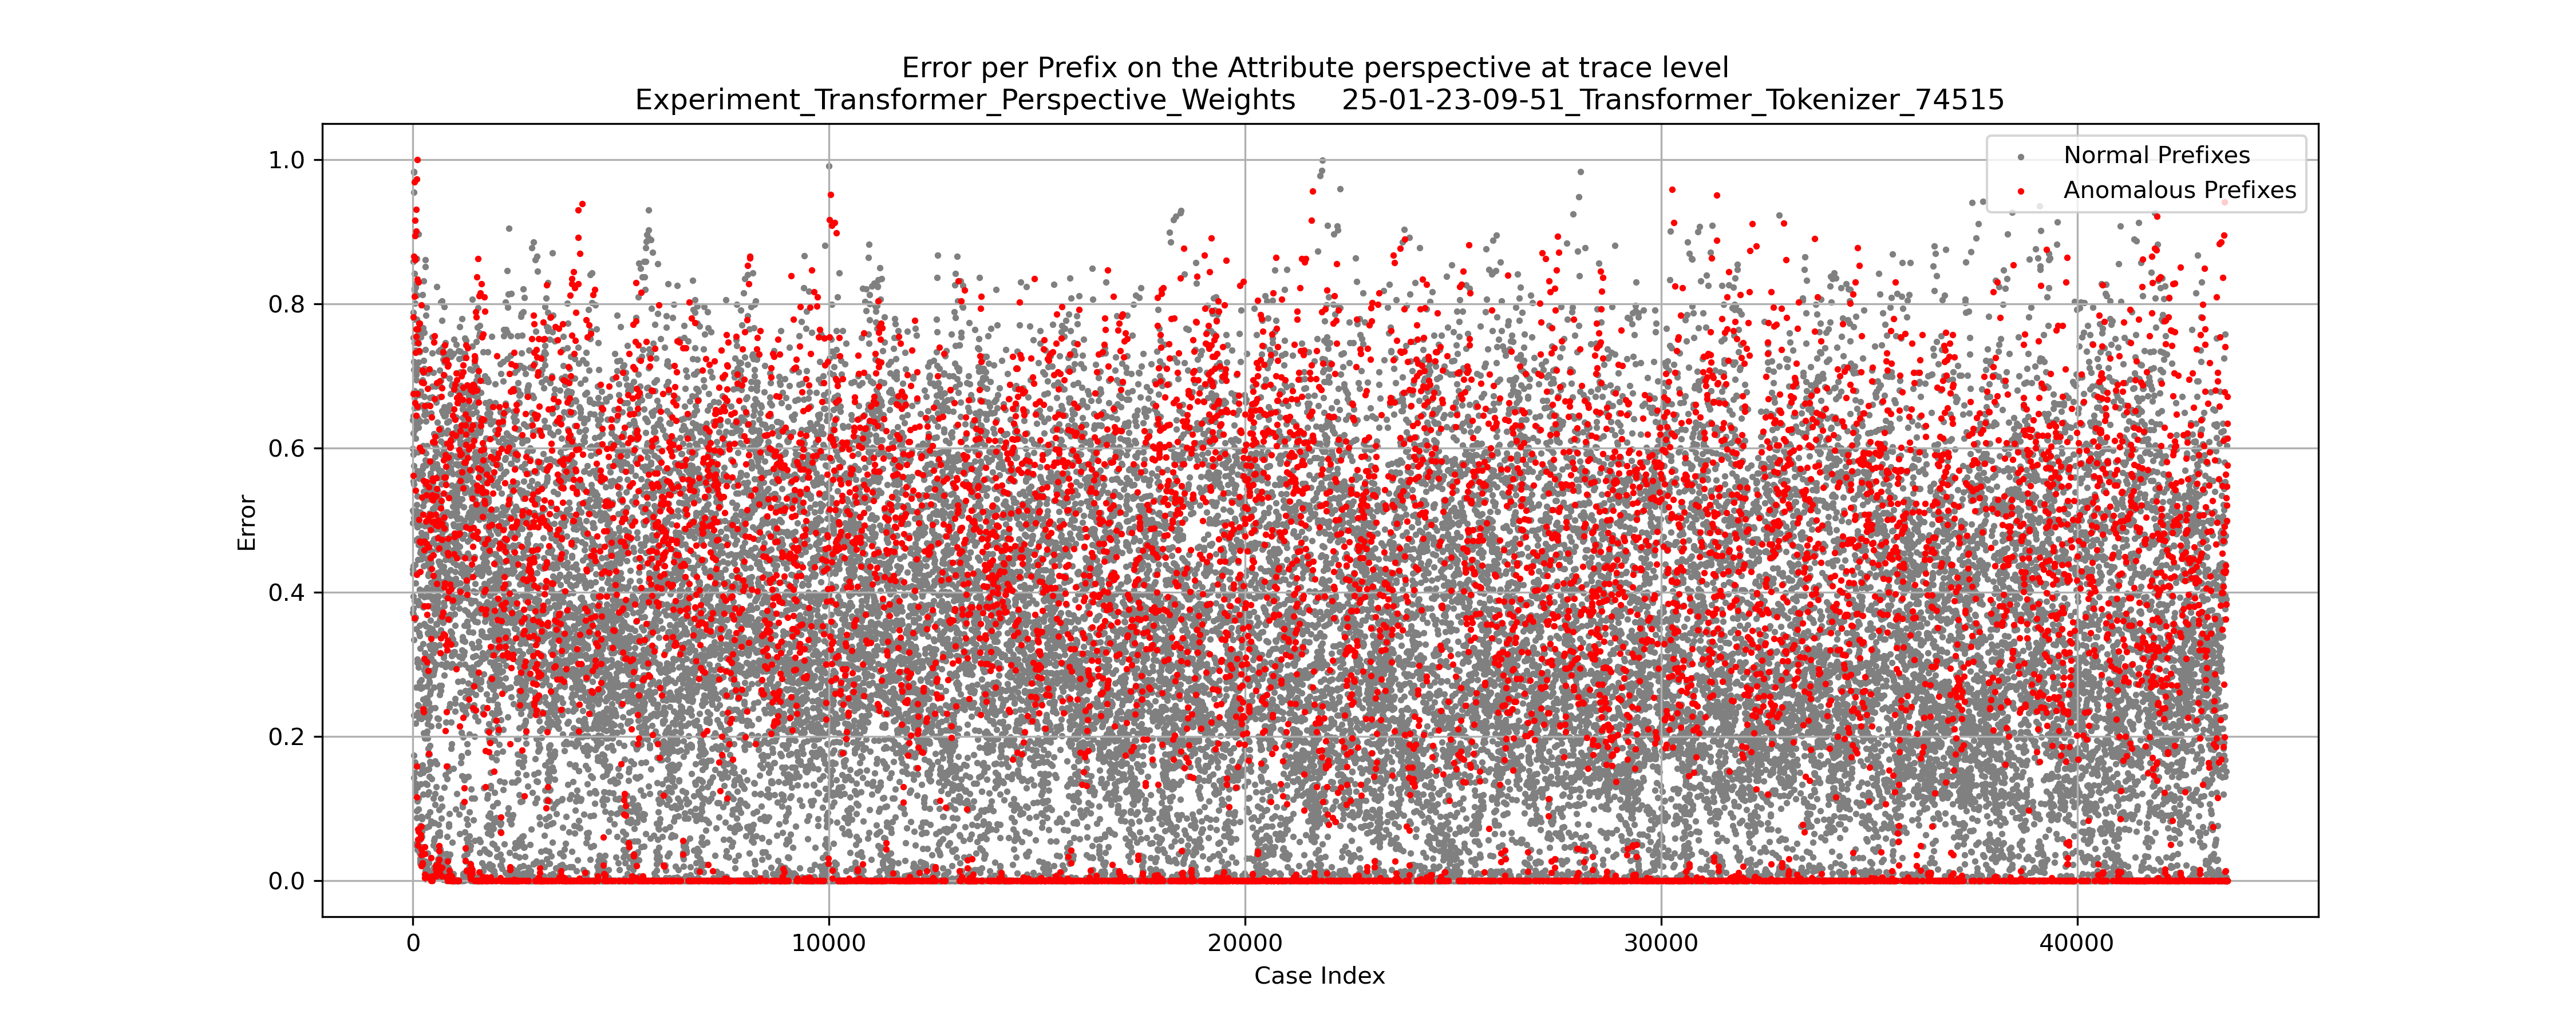 Error per Prefix on the Attribute perspective at trace level
Experiment_Transformer_Perspective_Weights 25-01-23-09-51_Transformer_Tokenizer_74515
Normal Prefixes
Anomalous Prefixes
1.0
0.8
0.6
0.4
0.2
0.0
Error
0 10000 20000 30000 40000
Case Index